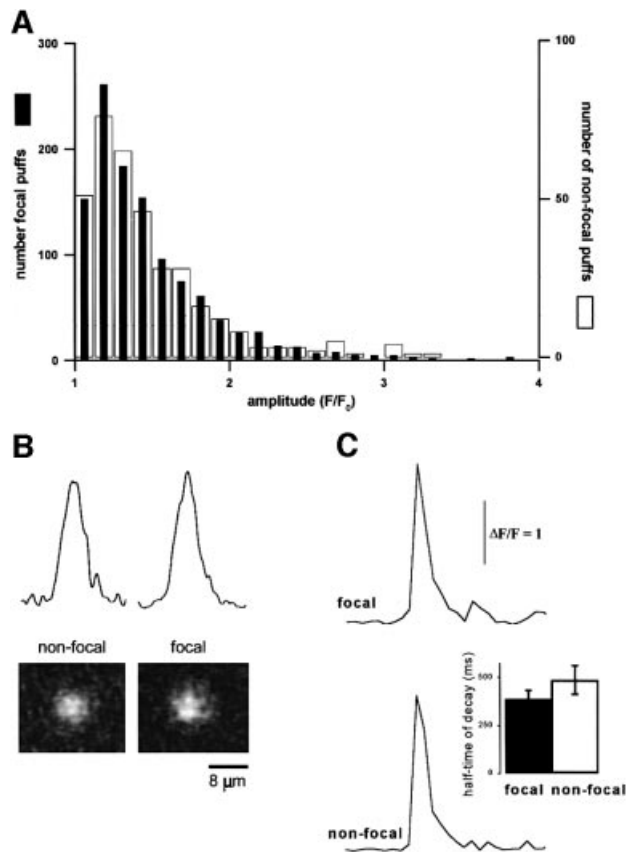 A
300
200
100
0
number focal puffs
100
50
0
number of non-focal puffs
1
2
3
4
amplitude (F/F0)
B
non-focal
focal
8 μm
C
ΔF/F = 1
focal
500
250
0
half-time of decay (ms)
focal non-focal
non-focal